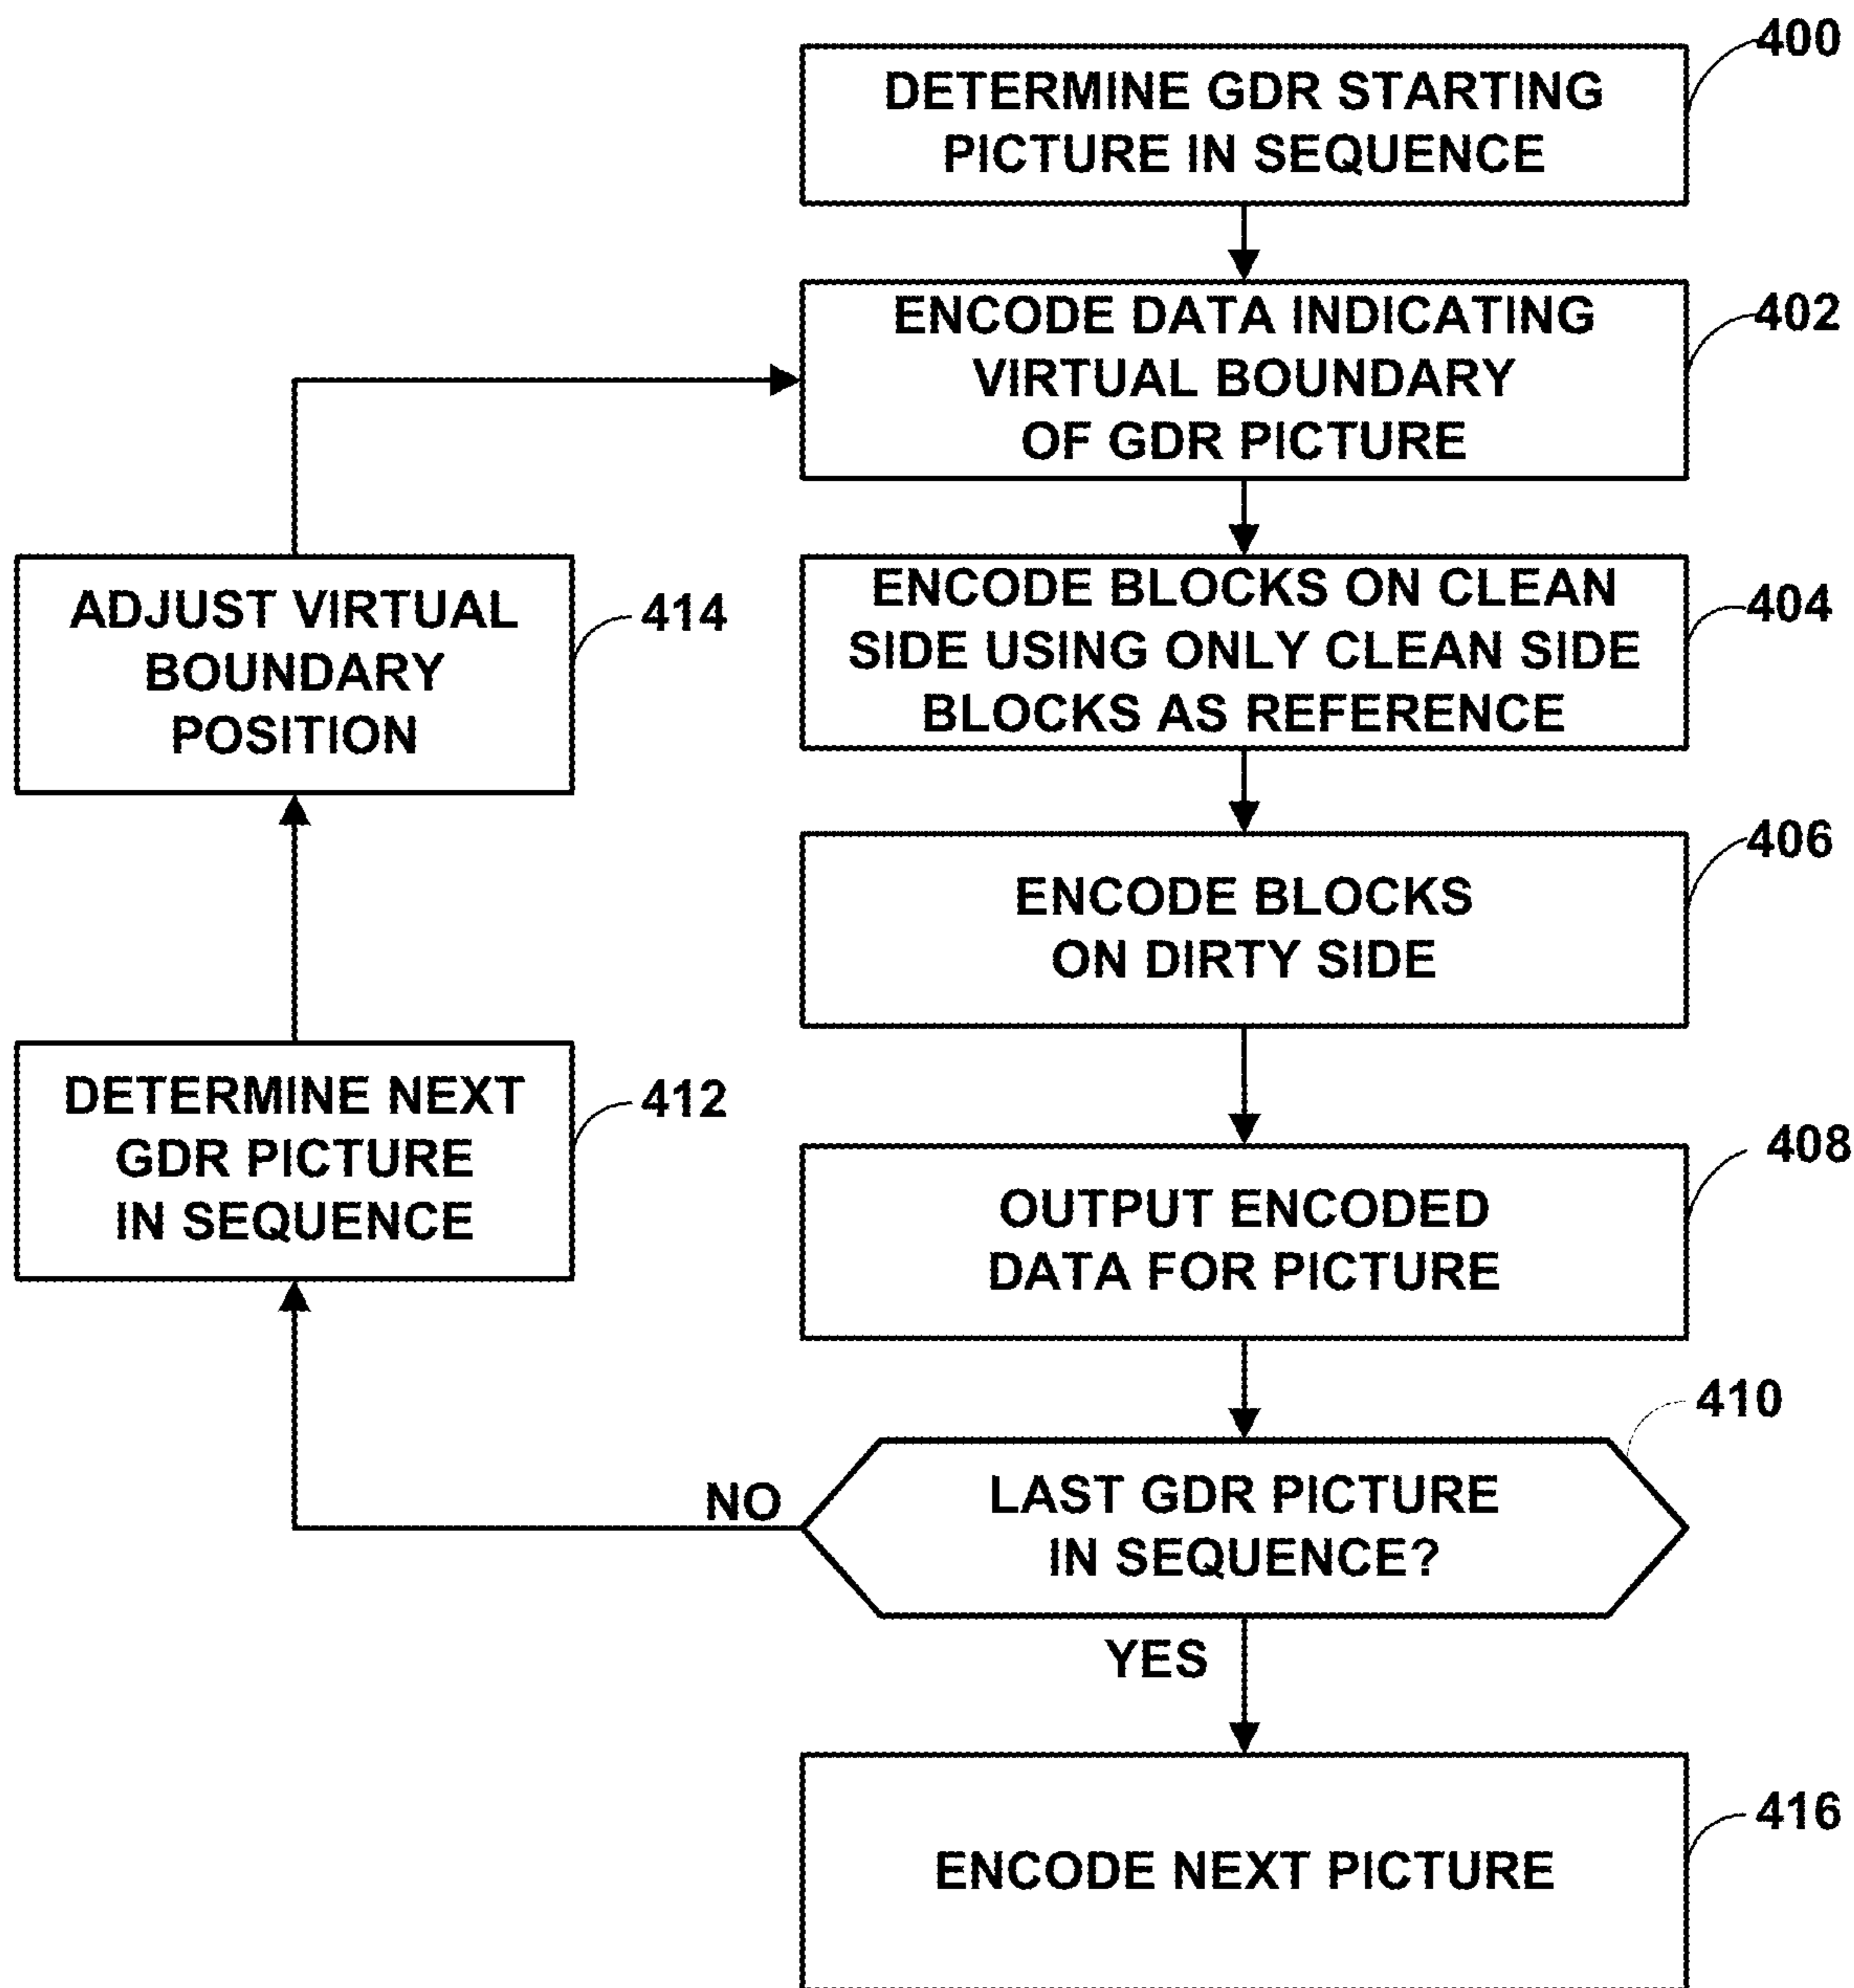 400
DETERMINE GDR STARTING
PICTURE IN SEQUENCE
402
ENCODE DATA INDICATING
VIRTUAL BOUNDARY
OF GDR PICTURE
404
ENCODE BLOCKS ON CLEAN
SIDE USING ONLY CLEAN SIDE
BLOCKS AS REFERENCE
406
ENCODE BLOCKS
ON DIRTY SIDE
408
OUTPUT ENCODED
DATA FOR PICTURE
410
LAST GDR PICTURE
IN SEQUENCE?
NO
412
DETERMINE NEXT
GDR PICTURE
IN SEQUENCE
414
ADJUST VIRTUAL
BOUNDARY
POSITION
YES
416
ENCODE NEXT PICTURE